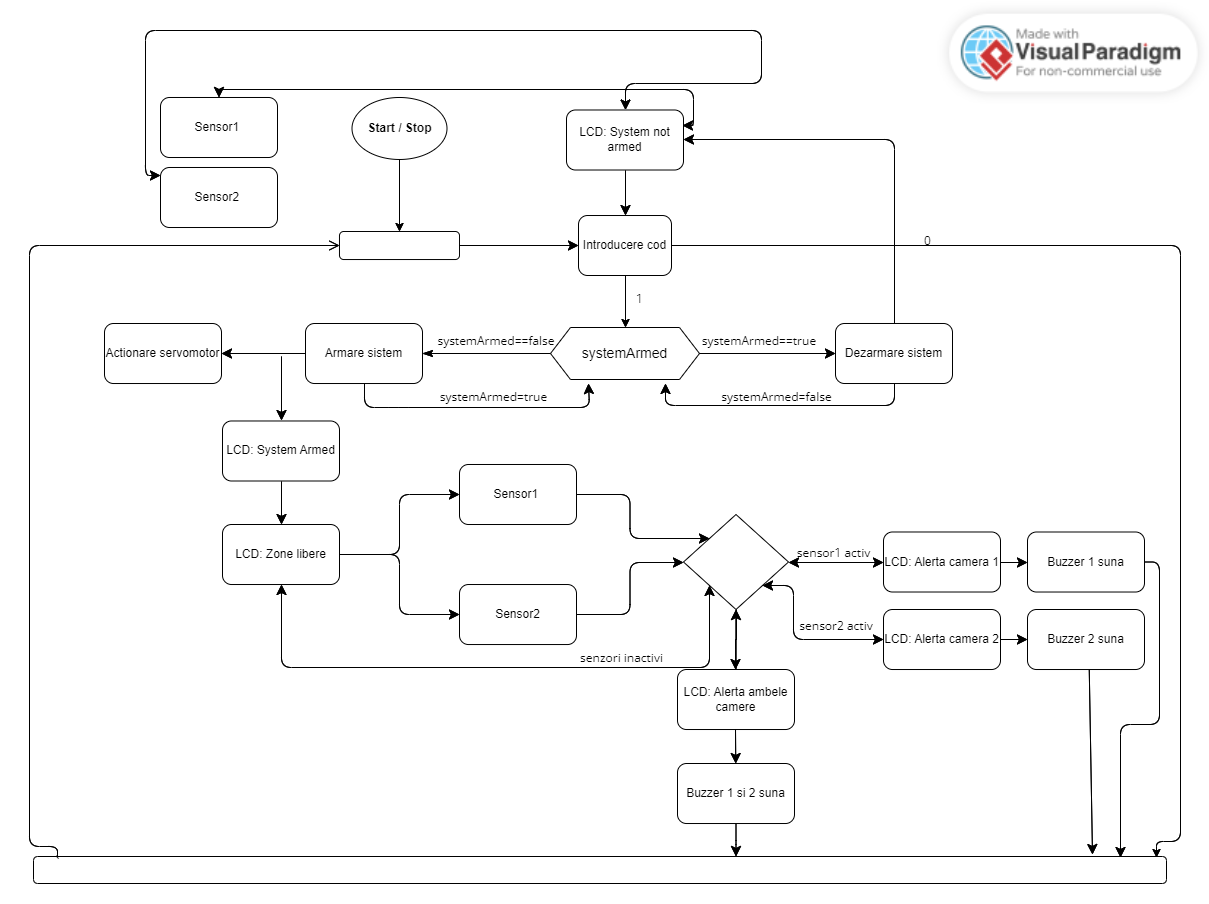 Made with
Visual Paradigm
For non-commercial use
Sensor1
Start / Stop
LCD: System not
armed
Sensor2
Introducere cod
0
1
Actionare servomotor
Armare sistem
systemArmed==false
systemArmed
systemArmed==true
Dezarmare sistem
systemArmed=true
systemArmed=false
LCD: System Armed
Sensor1
LCD: Zone libere
sensor1 activ
LCD: Alerta camera 1
Buzzer 1 suna
Sensor2
sensor2 activ
LCD: Alerta camera 2
Buzzer 2 suna
senzori inactivi
LCD: Alerta ambele
camere
Buzzer 1 si 2 suna